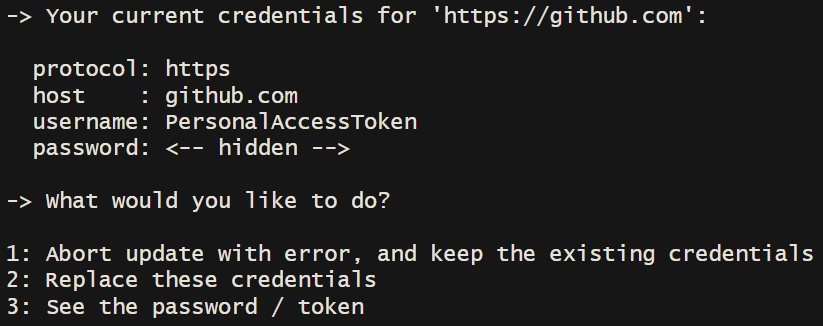 -> Your current credentials for 'https://github.com':
protocol: https
host    : github.com
username: PersonalAccessToken
password: <-- hidden -->
-> What would you like to do?
1: Abort update with error, and keep the existing credentials
2: Replace these credentials
3: See the password / token